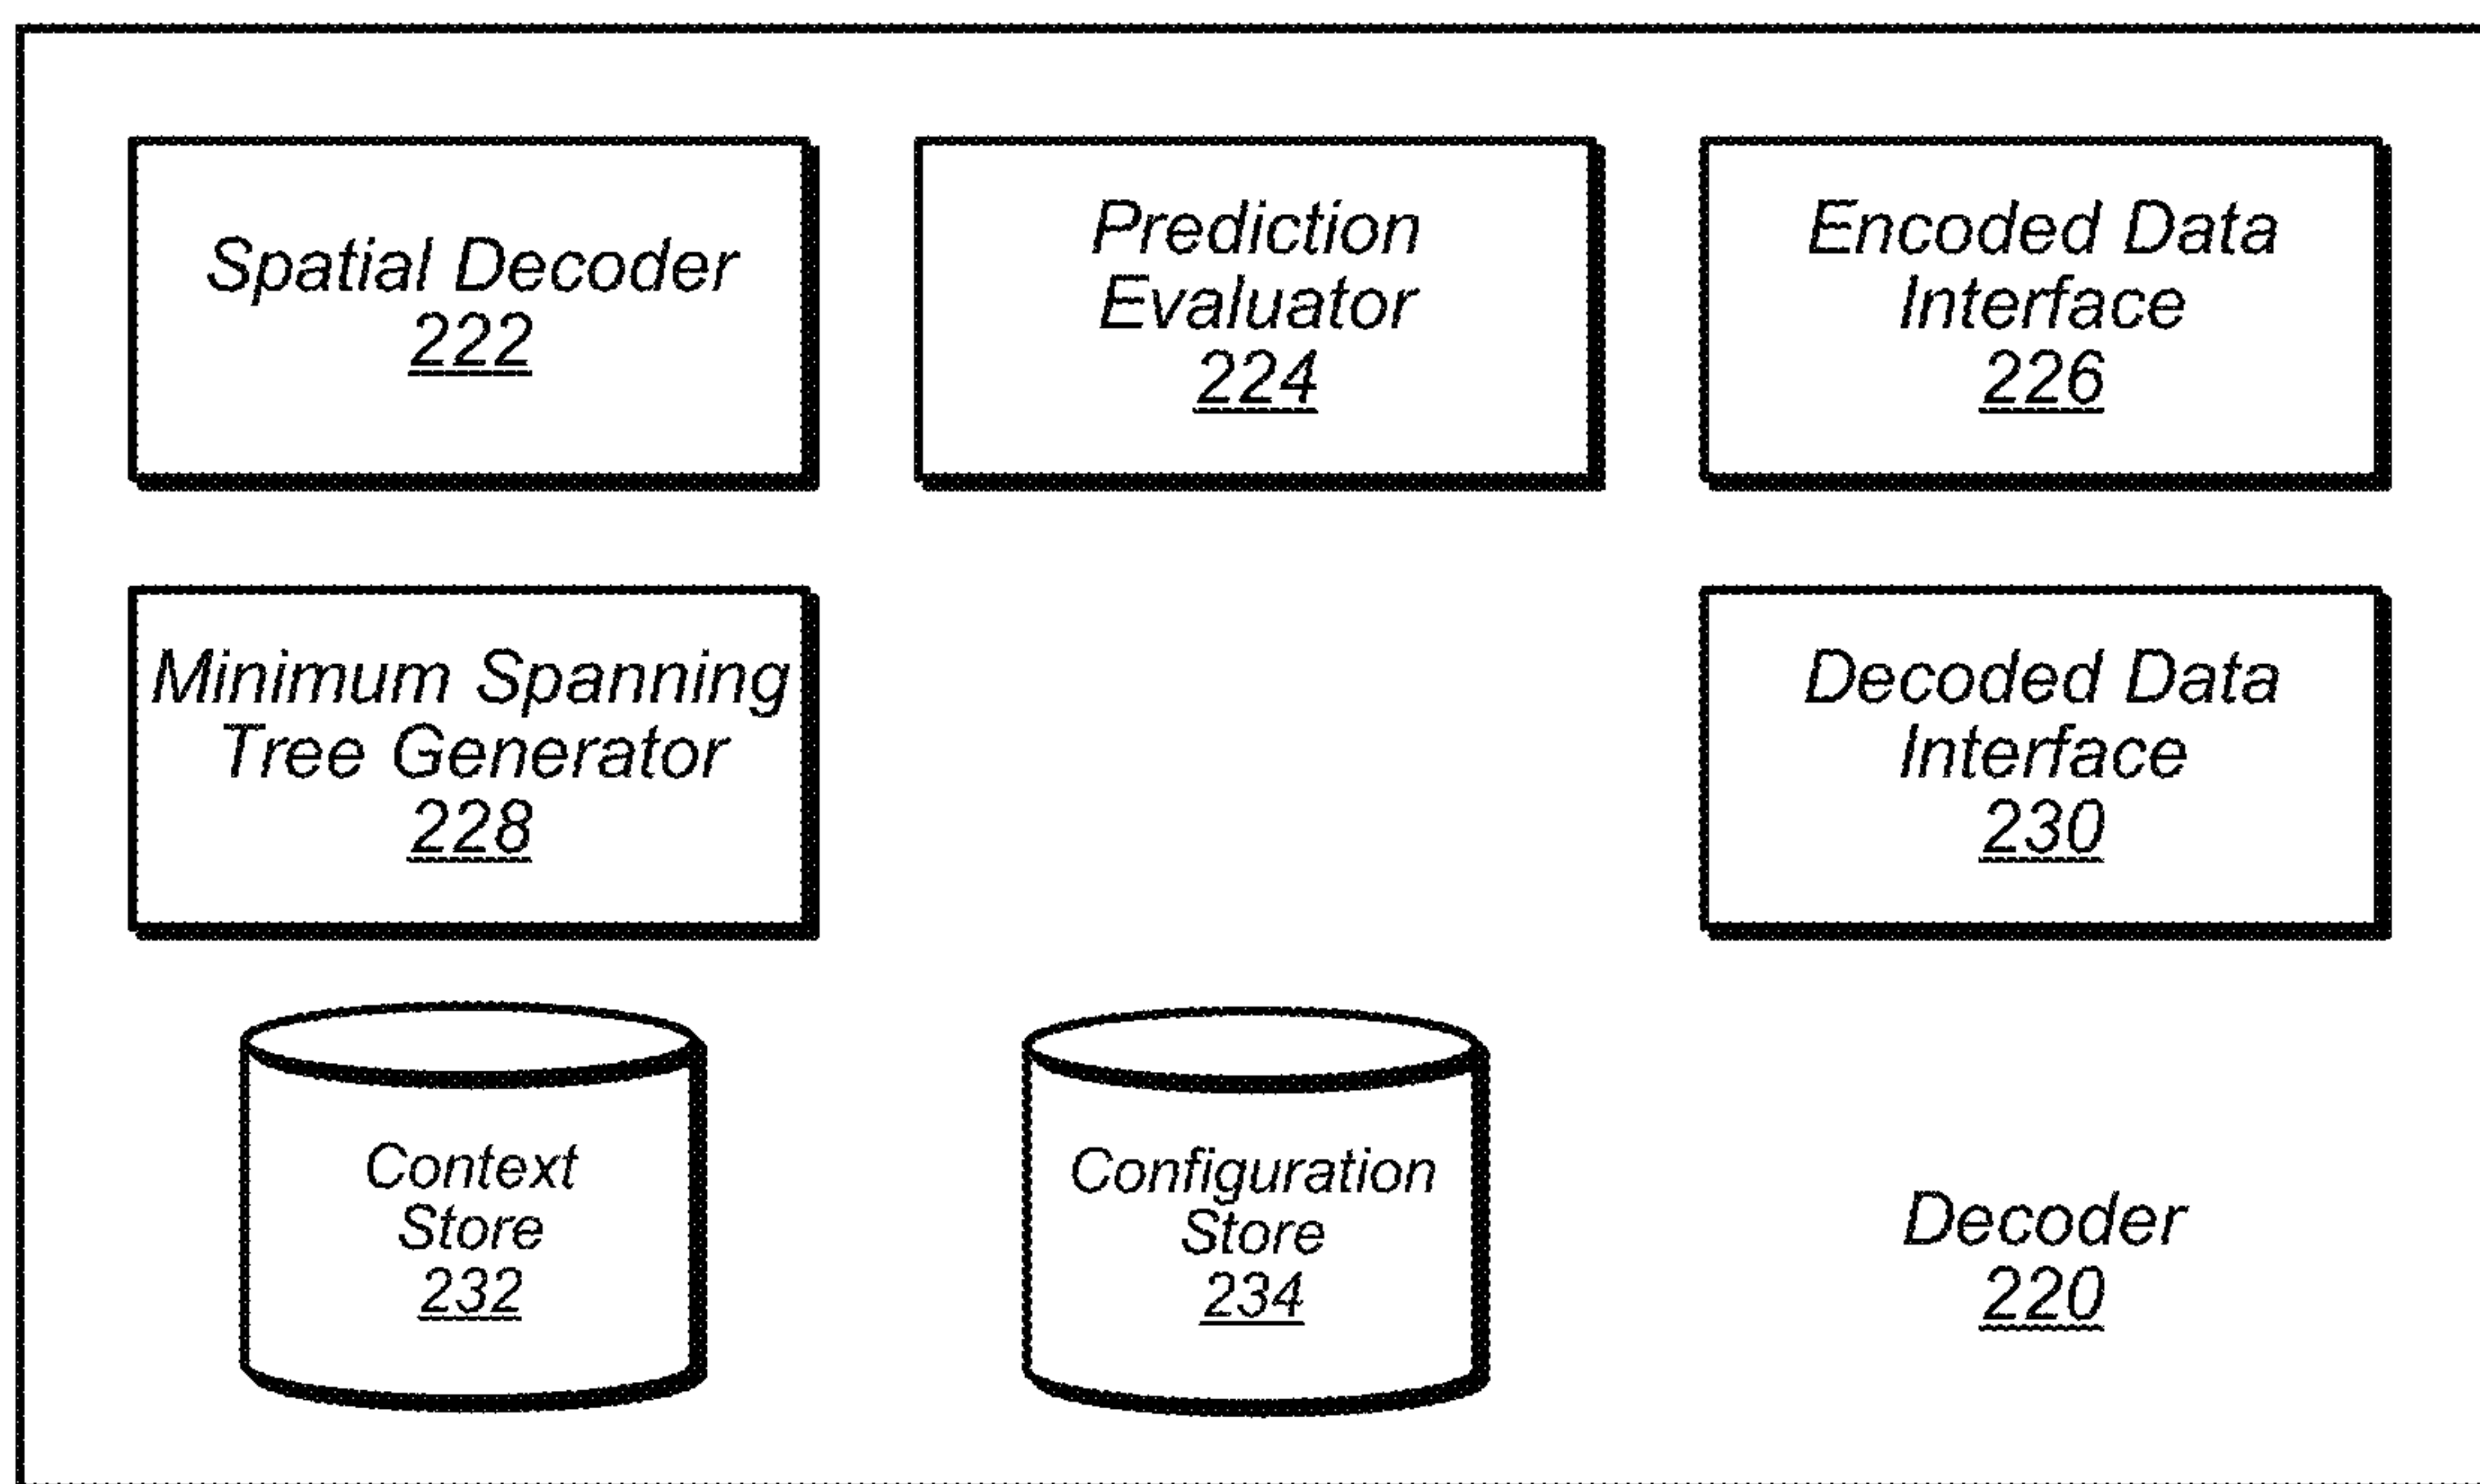 Spatial Decoder
222
Prediction
Evaluator
224
Encoded Data
Interface
226
Minimum Spanning
Tree Generator
228
Decoded Data
Interface
230
Context
Store
232
Configuration
Store
234
Decoder
220